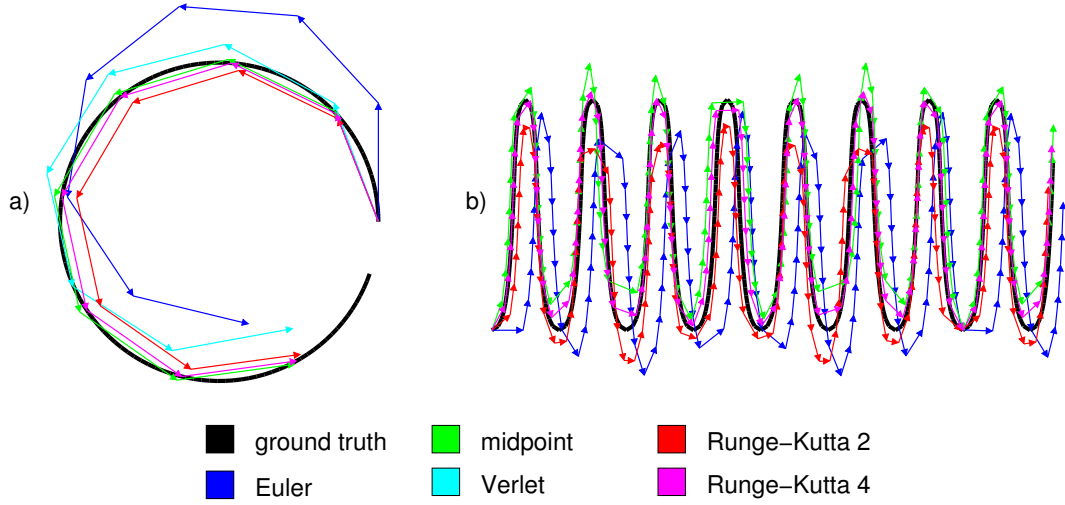 a)
b)
ground truth
midpoint
Runge−Kutta 2
Euler
Verlet
Runge−Kutta 4